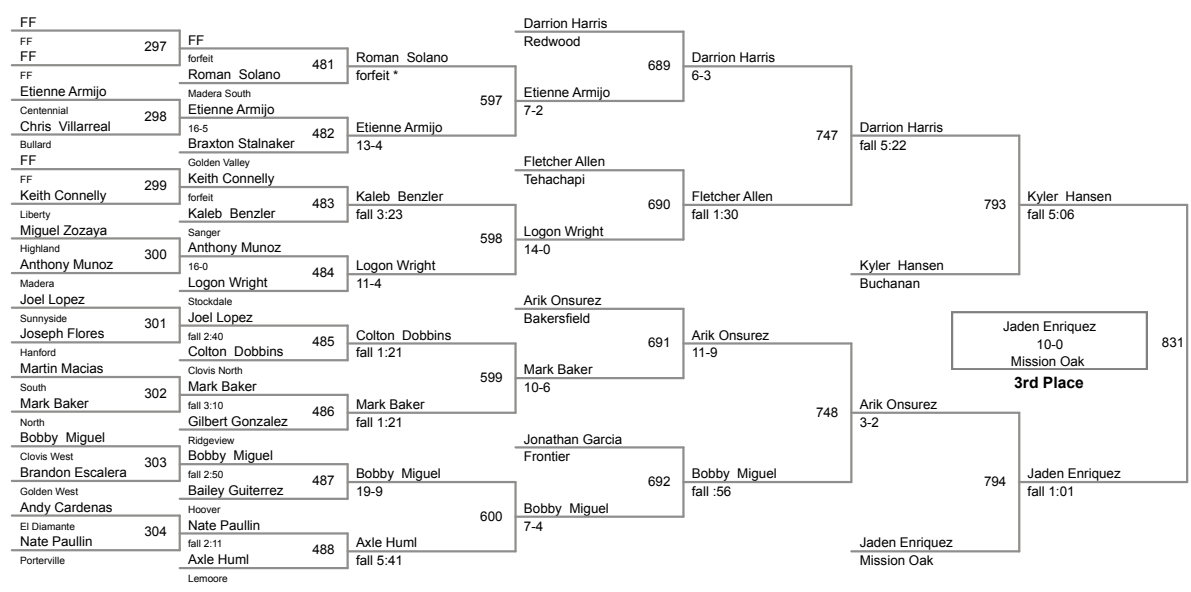 FF
FF
297
FF
FF
Etienne Armijo
Centennial
298
Chris Villarreal
Bullard
FF
FF
299
Keith Connelly
Liberty
Miguel Zozaya
Highland
300
Anthony Munoz
Madera
Joel Lopez
Sunnyside
301
Joseph Flores
Hanford
Martin Macias
South
302
Mark Baker
North
Bobby Miguel
Clovis West
303
Brandon Escalera
Golden West
Andy Cardenas
El Diamante
304
Nate Paullin
Porterville
FF
forfeit
481
Roman Solano
Madera South
Etienne Armijo
16-5
482
Braxton Stalnaker
Golden Valley
Keith Connelly
forfeit
483
Kaleb Benzler
Sanger
Anthony Munoz
16-0
484
Logon Wright
Stockdale
Joel Lopez
fall 2:40
485
Colton Dobbins
Clovis North
Mark Baker
fall 3:10
486
Gilbert Gonzalez
Ridgeview
Bobby Miguel
fall 2:50
487
Bailey Guiterrez
Hoover
Nate Paullin
fall 2:11
488
Axle Huml
Lemoore
Roman Solano
forfeit *
597
Etienne Armijo
13-4
Kaleb Benzler
fall 3:23
598
Logon Wright
11-4
Colton Dobbins
fall 1:21
599
Mark Baker
fall 1:21
Bobby Miguel
19-9
600
Axle Huml
fall 5:41
Darrion Harris
Redwood
689
Etienne Armijo
7-2
Fletcher Allen
Tehachapi
690
Logon Wright
14-0
Arik Onsurez
Bakersfield
691
Mark Baker
10-6
Jonathan Garcia
Frontier
692
Bobby Miguel
7-4
Darrion Harris
6-3
747
Fletcher Allen
fall 1:30
Arik Onsurez
11-9
748
Bobby Miguel
fall :56
Darrion Harris
fall 5:22
793
Kyler Hansen
Buchanan
Arik Onsurez
3-2
794
Jaden Enriquez
Mission Oak
Kyler Hansen
fall 5:06
831
Jaden Enriquez
fall 1:01
Jaden Enriquez
10-0
Mission Oak
3rd Place